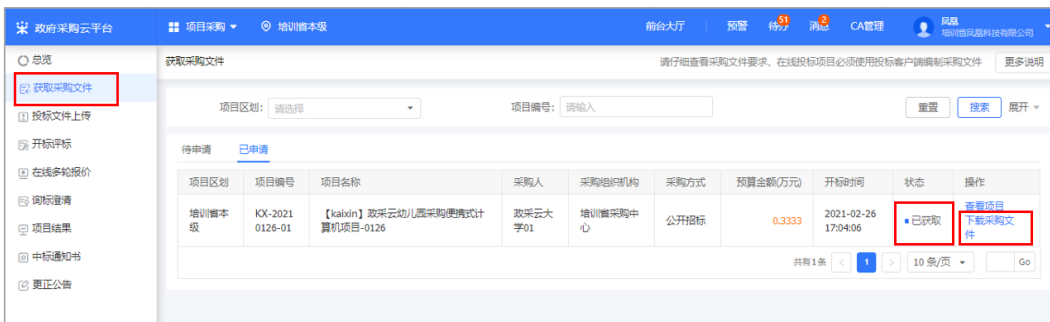 政府采购云平台 项目采购 培训省本级 前台大厅 预警 待办 51 消息 2 CA管理 凤凰
培训省凤凰科技有限公司
总览
获取采购文件 请仔细查看采购文件要求，在线投标项目必须使用投标客户端编制采购文件 更多说明
获取采购文件
投标文件上传
开标评标
在线多轮报价
询标澄清
项目结果
中标通知书
更正公告
项目区划： 请选择 项目编号： 请输入 重置 搜索 展开
待申请 已申请
项目区划 项目编号 项目名称 采购人 采购组织机构 采购方式 预算金额(万元) 开标时间 状态 操作
培训省本级 KX-20210126-01 【kaixin】政采云幼儿园采购便携式计算机项目-0126 政采云大学01 培训省采购中心 公开招标 0.3333 2021-02-26 17:04:06 已获取 查看项目
下载采购文件
共有1条 < 1 > 10 条/页 Go